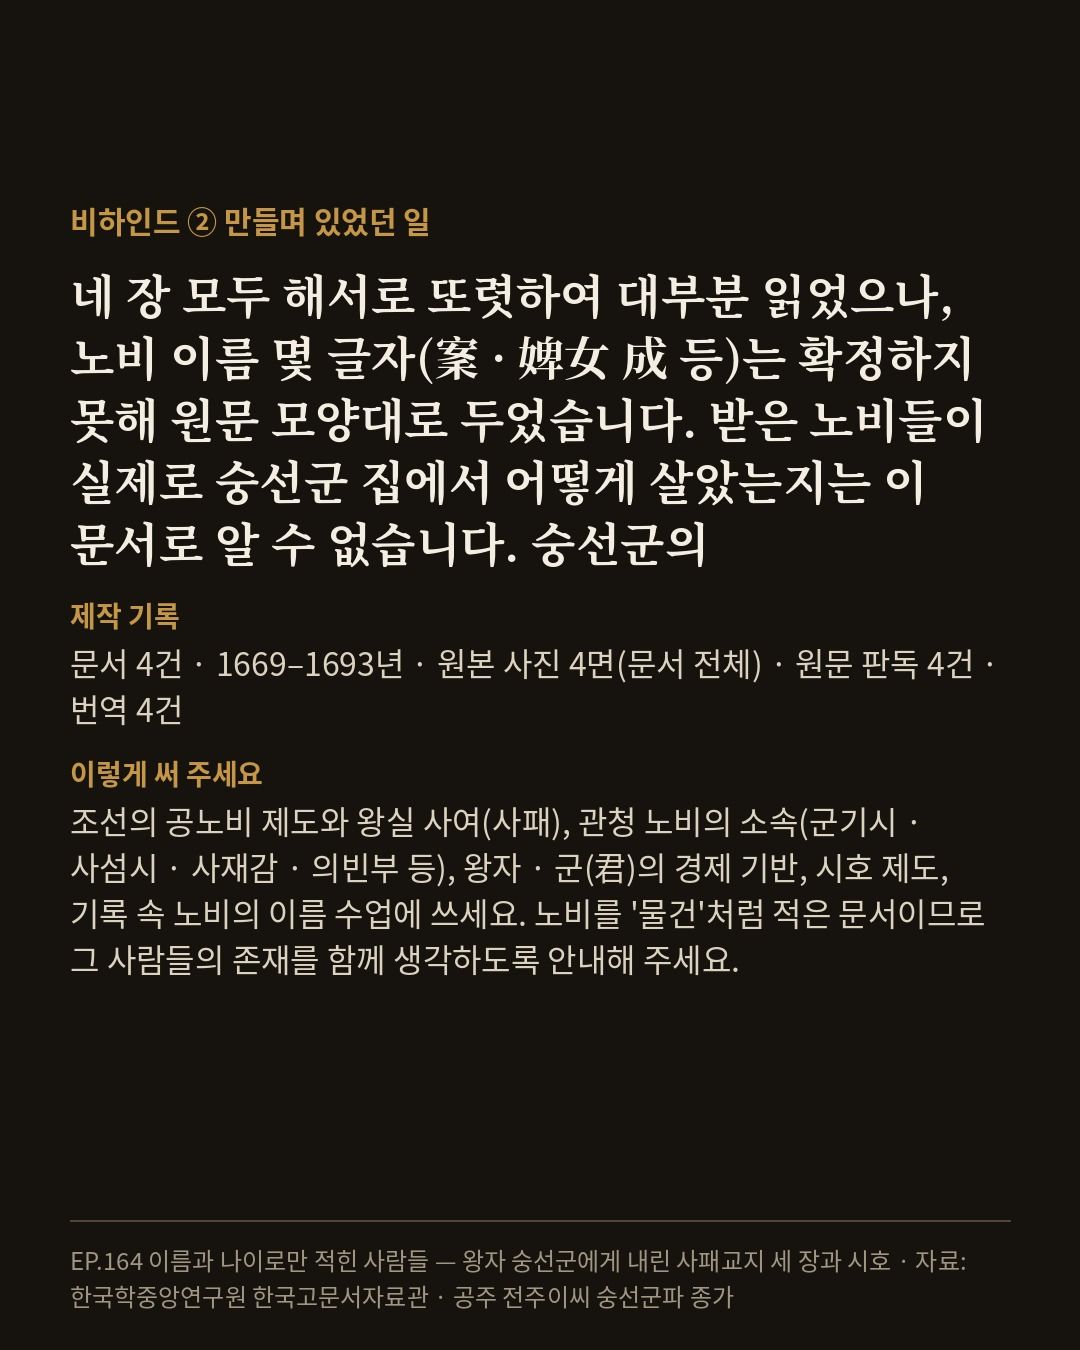 비하인드 ② 만들며 있었던 일
네 장 모두 해서로 또렷하여 대부분 읽었으나,
노비 이름 몇 글자(案 · 婢女 成 등)는 확정하지
못해 원문 모양대로 두었습니다. 받은 노비들이
실제로 숭선군 집에서 어떻게 살았는지는 이
문서로 알 수 없습니다. 숭선군의
제작 기록
문서 4건 · 1669–1693년 · 원본 사진 4면(문서 전체) · 원문 판독 4건 ·
번역 4건
이렇게 써 주세요
조선의 공노비 제도와 왕실 사여(사패), 관청 노비의 소속(군기시 ·
사섬시 · 사재감 · 의빈부 등), 왕자 · 군(君)의 경제 기반, 시호 제도,
기록 속 노비의 이름 수업에 쓰세요. 노비를 '물건'처럼 적은 문서이므로
그 사람들의 존재를 함께 생각하도록 안내해 주세요.
EP.164 이름과 나이로만 적힌 사람들 — 왕자 숭선군에게 내린 사패교지 세 장과 시호 · 자료:
한국학중앙연구원 한국고문서자료관 · 공주 전주이씨 숭선군파 종가